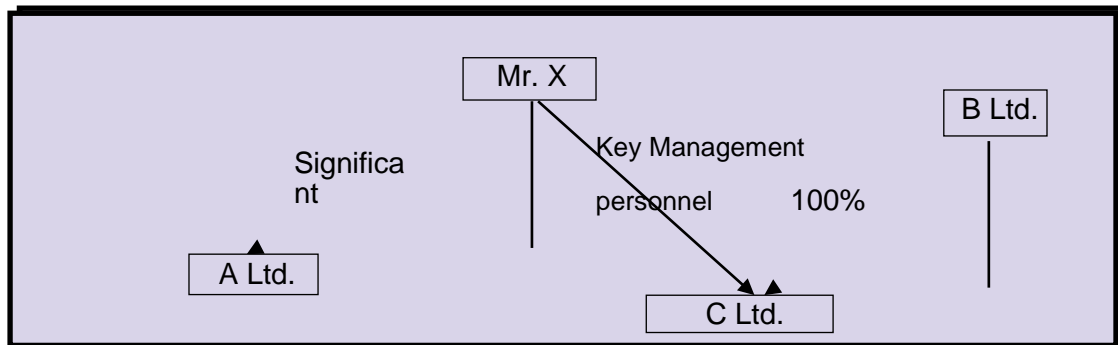 Mr. X
B Ltd.
Key Management
Significa
nt
personnel 100%
A Ltd.
C Ltd.